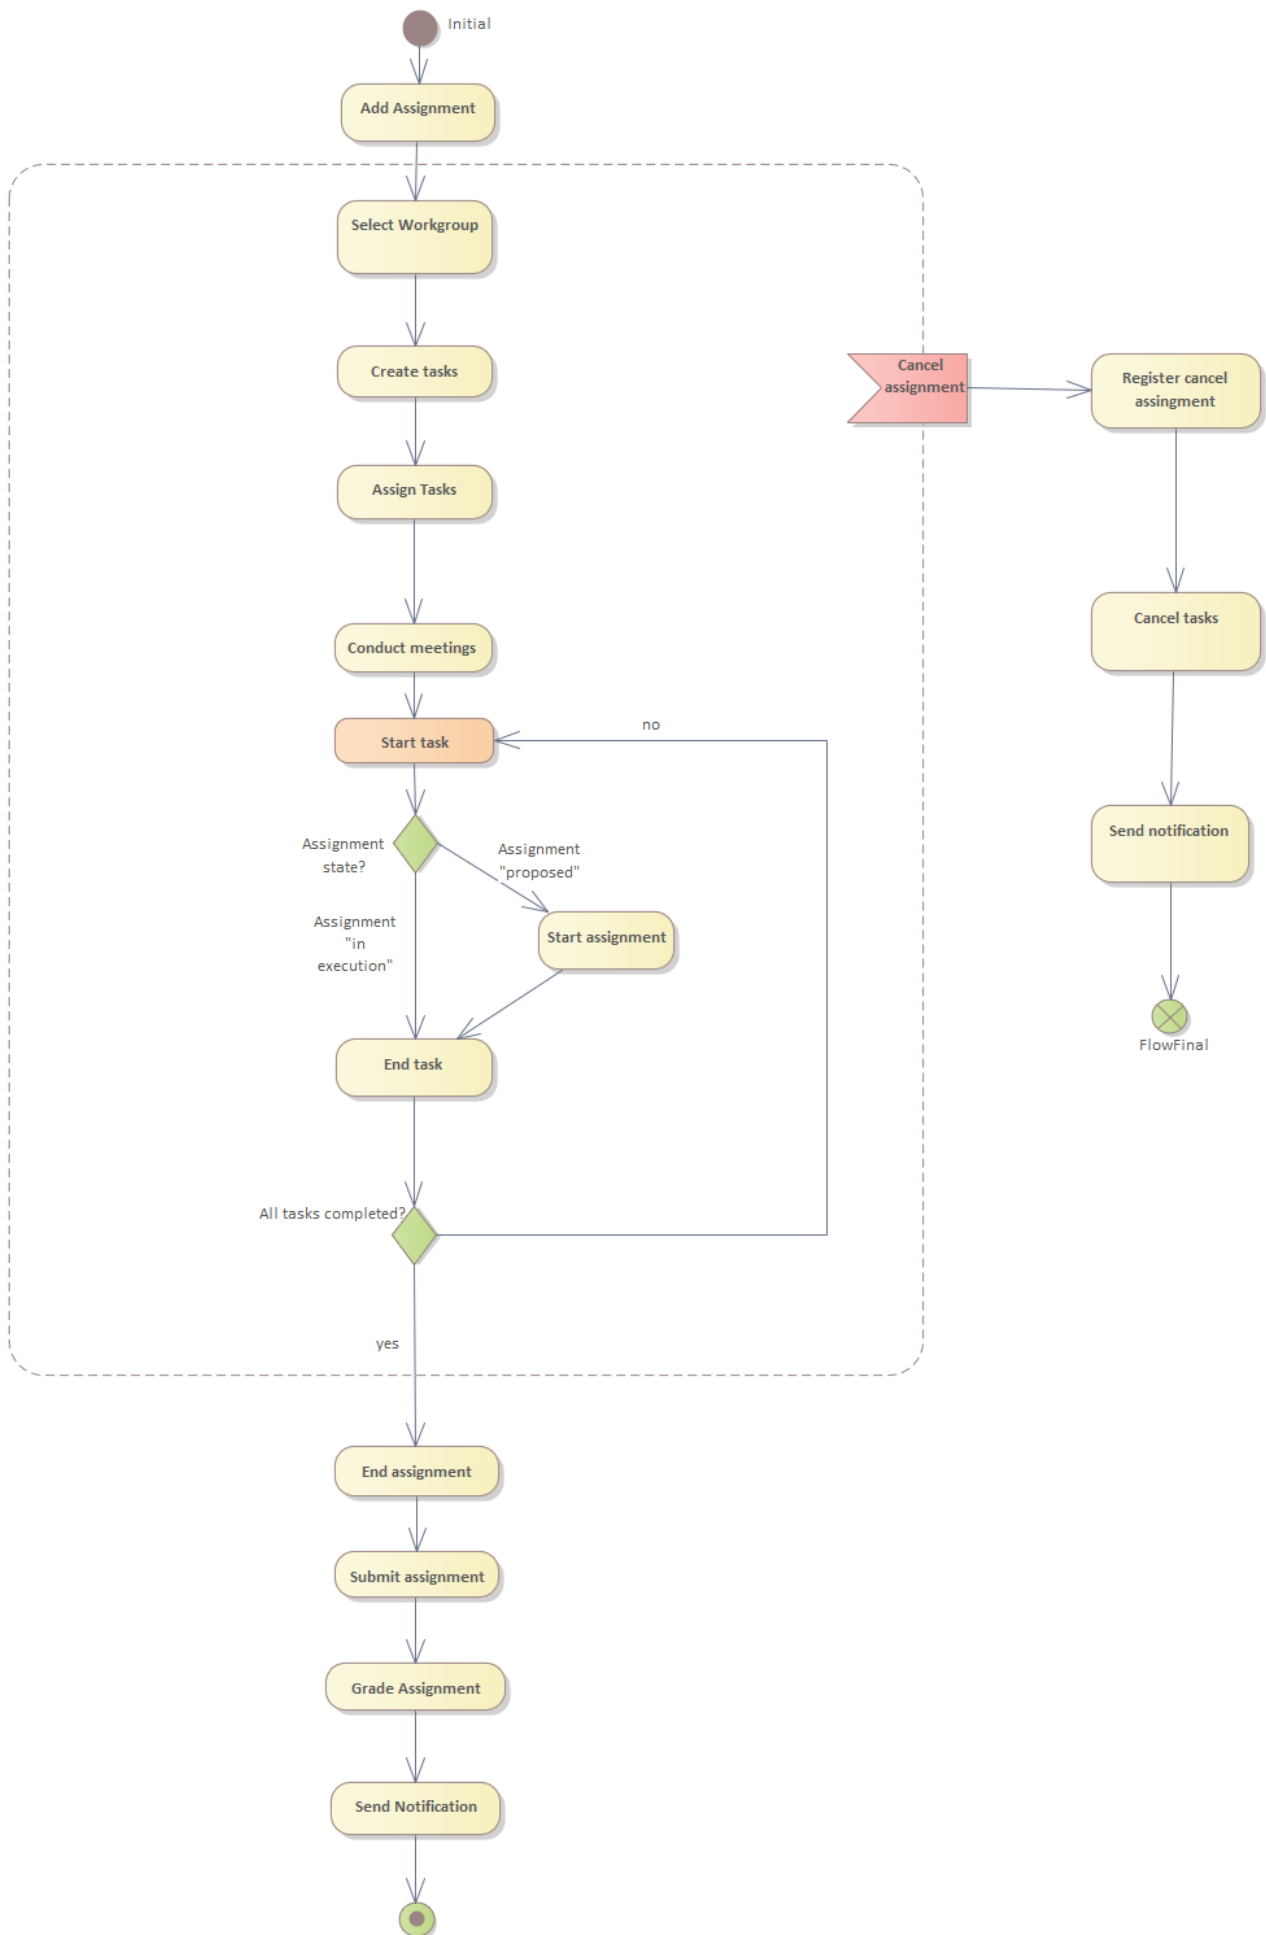 Initial
Add Assignment
Select Workgroup
Create tasks
Cancel
assignment
Register cancel
assingment
Assign Tasks
Cancel tasks
Conduct meetings
no
Start task
Send notification
Assignment
state?
Assignment
"proposed"
Assignment
"in
execution"
Start assignment
FlowFinal
End task
All tasks completed?
yes
End assignment
Submit assignment
Grade Assignment
Send Notification